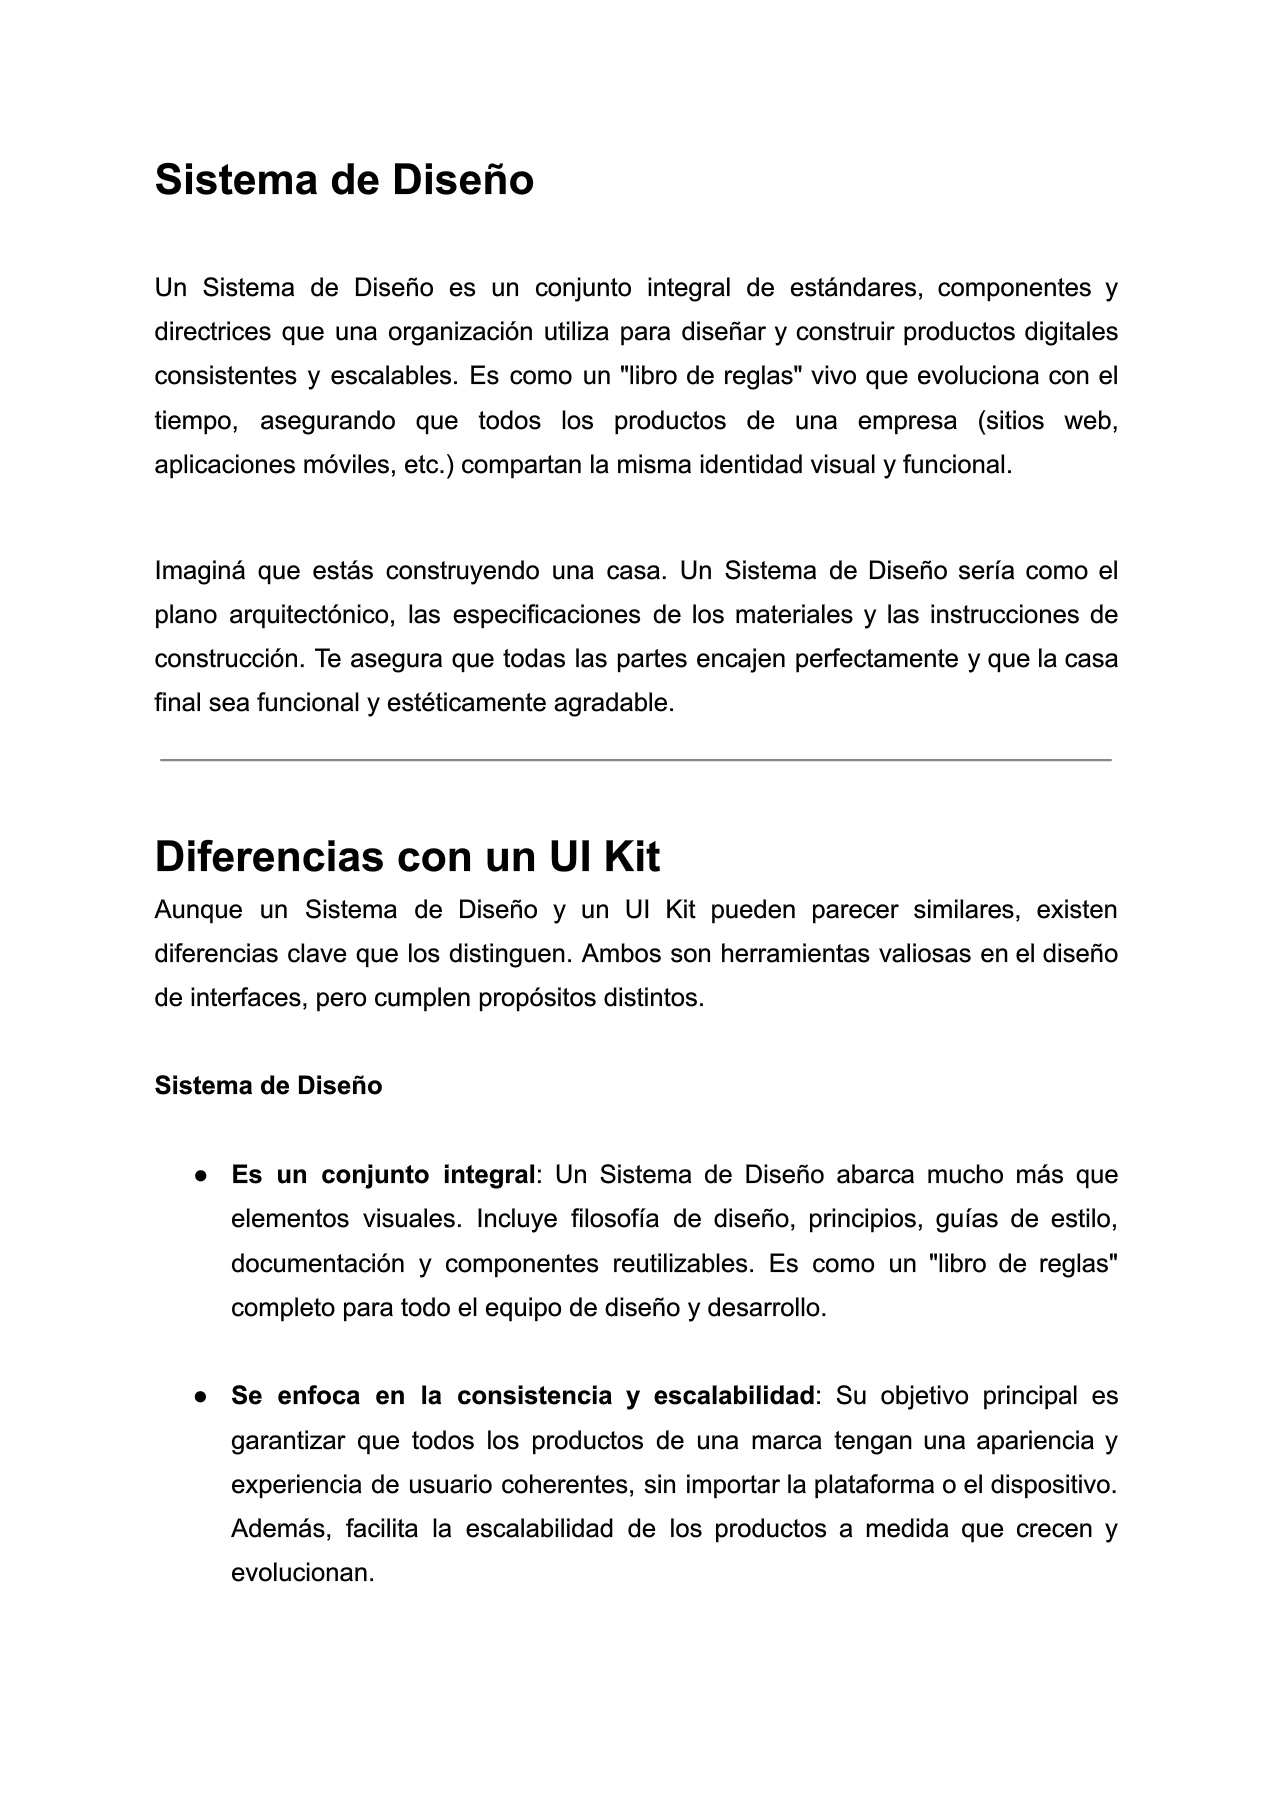 Sistema de Diseño
Un Sistema de Diseño es un conjunto integral de estándares, componentes y
directrices que una organización utiliza para diseñar y construir productos digitales
consistentes y escalables. Es como un "libro de reglas" vivo que evoluciona con el
tiempo, asegurando que todos los productos de una empresa (sitios web,
aplicaciones móviles, etc.) compartan la misma identidad visual y funcional.
Imaginá que estás construyendo una casa. Un Sistema de Diseño sería como el
plano arquitectónico, las especificaciones de los materiales y las instrucciones de
construcción. Te asegura que todas las partes encajen perfectamente y que la casa
final sea funcional y estéticamente agradable.
Diferencias con un UI Kit
Aunque un Sistema de Diseño y un UI Kit pueden parecer similares, existen
diferencias clave que los distinguen. Ambos son herramientas valiosas en el diseño
de interfaces, pero cumplen propósitos distintos.
Sistema de Diseño
● Es un conjunto integral: Un Sistema de Diseño abarca mucho más que
elementos visuales. Incluye filosofía de diseño, principios, guías de estilo,
documentación y componentes reutilizables. Es como un "libro de reglas"
completo para todo el equipo de diseño y desarrollo.
● Se enfoca en la consistencia y escalabilidad: Su objetivo principal es
garantizar que todos los productos de una marca tengan una apariencia y
experiencia de usuario coherentes, sin importar la plataforma o el dispositivo.
Además, facilita la escalabilidad de los productos a medida que crecen y
evolucionan.